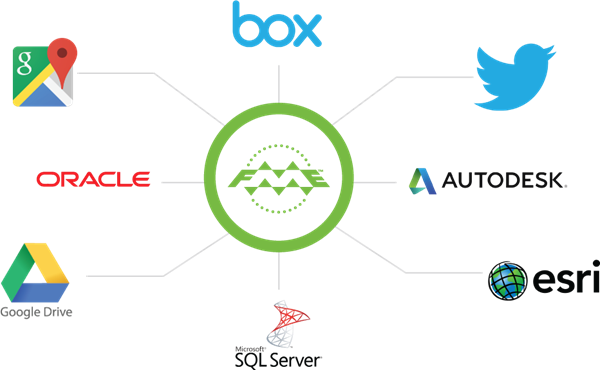 box
g
ORACLE
FME
AUTODESK®
Google Drive
esri
Microsoft®
SQL Server®